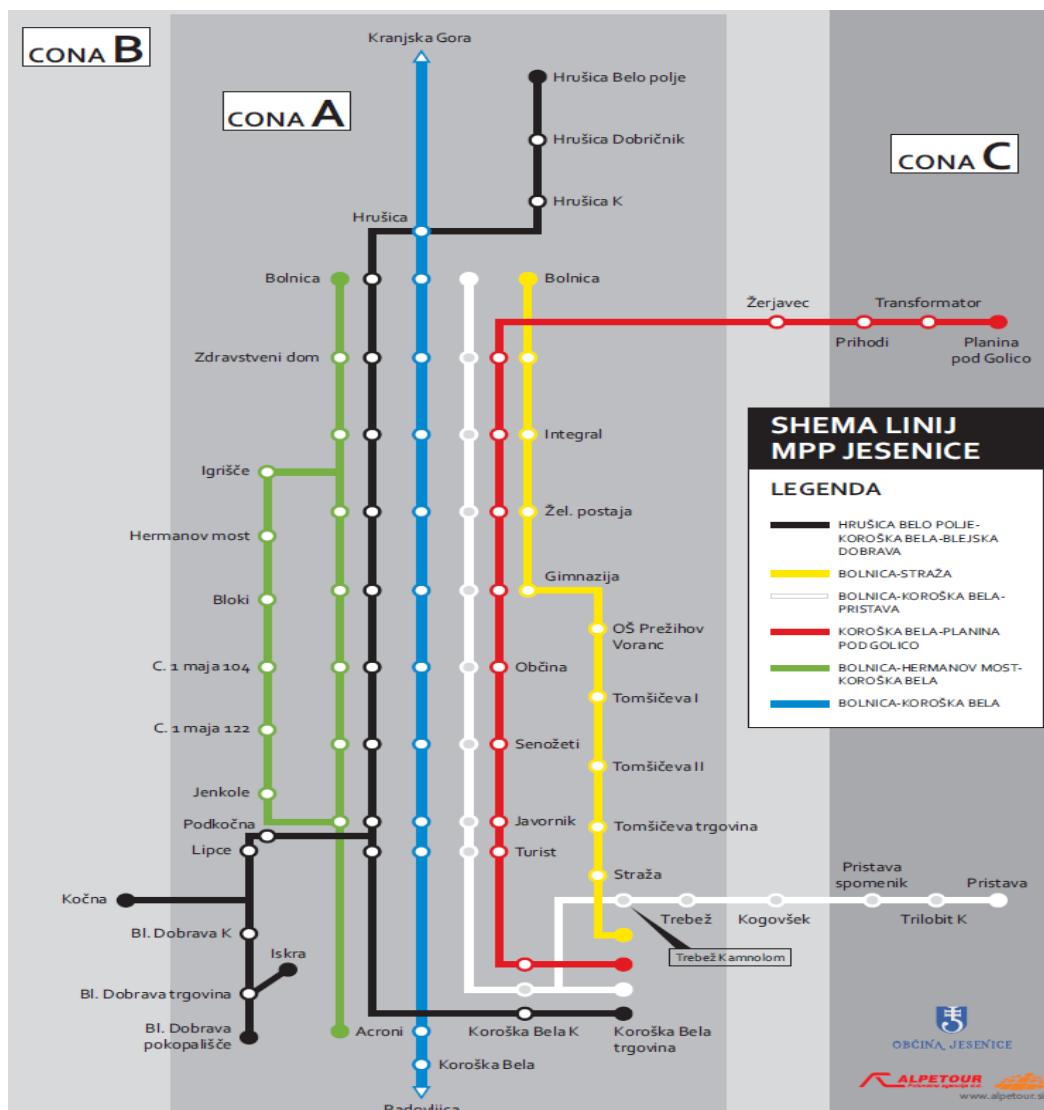 CONA B
Kranjska Gora
Hrušica Belo polje
CONA A
Hrušica Dobričnik
CONA C
Hrušica K
Hrušica
Bolnica
Bolnica
Žerjavec
Transformator
Prihodi
Planina
pod Golico
Zdravstveni dom
Integral
SHEMA LINIJ
MPP JESENICE
LEGENDA
HRUŠICA BELO POLJE-
KOROŠKA BELA-BLEJSKA
DOBRAVA
BOLNICA-STRAŽA
BOLNICA-KOROŠKA BELA-
PRISTAVA
KOROŠKA BELA-PLANINA
POD GOLICO
BOLNICA-HERMANOV MOST-
KOROŠKA BELA
BOLNICA-KOROŠKA BELA
Igrišče
Žel. postaja
Hermanov most
Gimnazija
Bloki
OŠ Prežihov
Voranc
C. 1 maja 104
Občina
Tomšičeva I
C. 1 maja 122
Senožeti
Tomšičeva II
Jenkole
Podkočna
Javornik
Tomšičeva trgovina
Lipce
Turist
Straža
Pristava
spomenik
Pristava
Kočna
Trebež
Kogovšek
Trilobit K
Bl. Dobrava K
Iskra
Trebež Kamnolom
Bl. Dobrava trgovina
Bl. Dobrava
pokopališče
Acroni
Koroška Bela K
Koroška Bela
trgovina
OBČINA JESENICE
Koroška Bela
ALPETOUR
www.alpetour.si
Radovljica